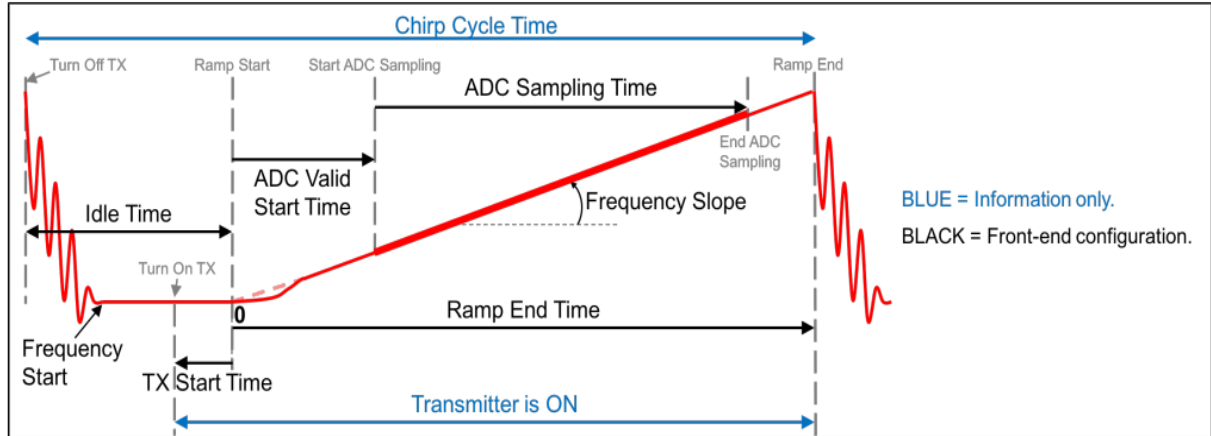 Chirp Cycle Time
Turn Off TX
Ramp Start
Start ADC Sampling
Ramp End
ADC Sampling Time
End ADC
Sampling
ADC Valid
Start Time
Frequency Slope
Idle Time
BLUE = Information only.
BLACK = Front-end configuration.
Turn On TX
0
Ramp End Time
Frequency
Start
TX Start Time
Transmitter is ON